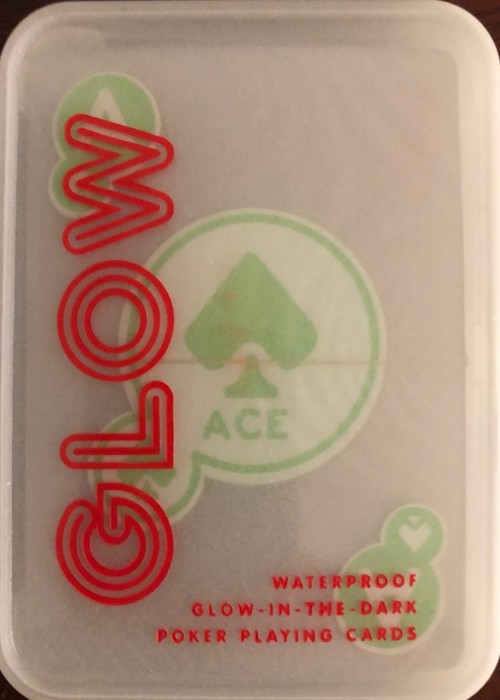 GLOW
A
ACE
WATERPROOF
GLOW-IN-THE-DARK
POKER PLAYING CARDS
A